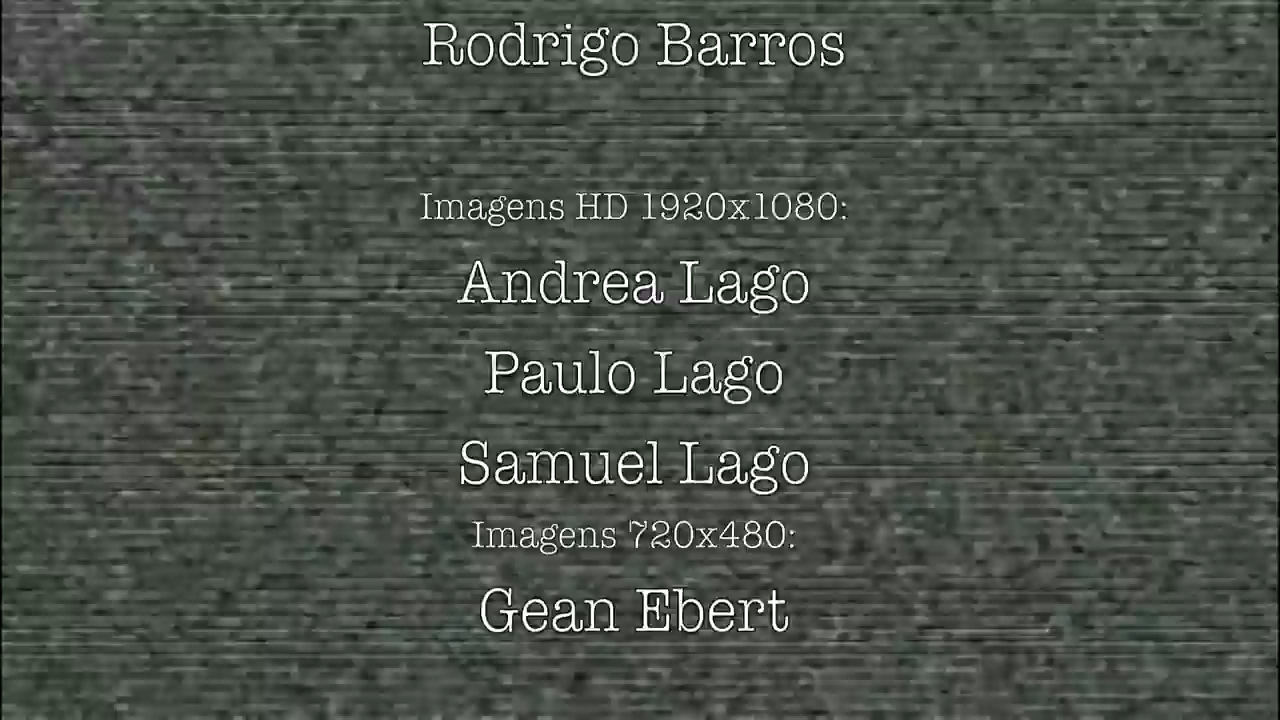 Rodrigo Barros
Imagens HD 1920x1080:
Andrea Lago
Paulo Lago
Samuel Lago
Imagens 720x480:
Gean Ebert